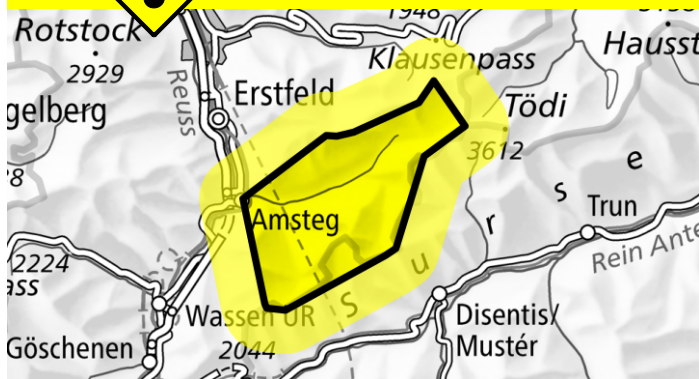 1948
Rotstock
2929
Klausenpass
Hausst
Reuss
Erstfeld
gelberg
Tödi
3612
Amsteg
Trun
Rein Ante
S u r s e
2224
ass
Wassen UR
Disentis/
Mustér
Göschenen
2044